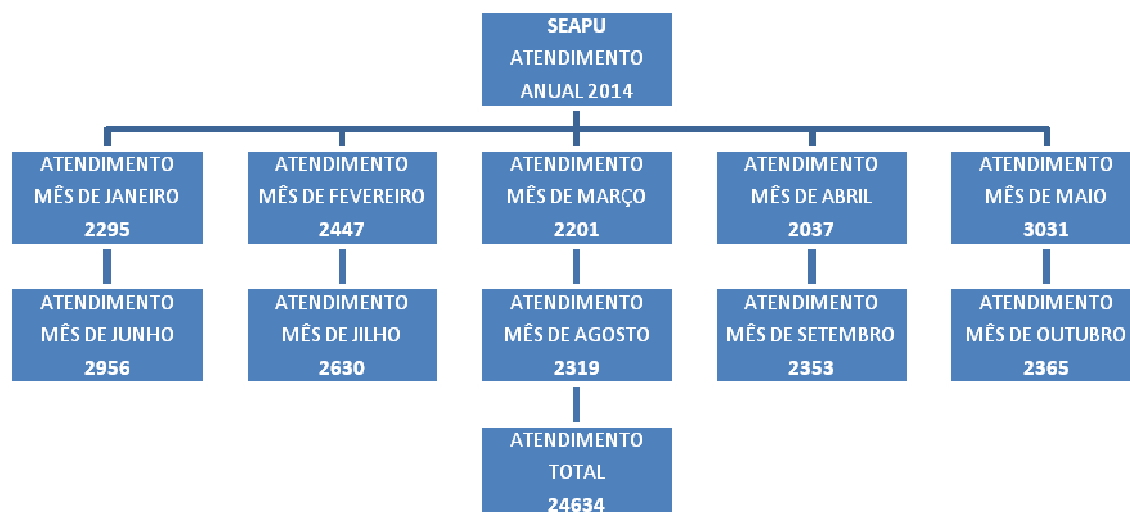 SEAPU
ATENDIMENTO
ANUAL 2014
ATENDIMENTO
MÊS DE JANEIRO
2295
ATENDIMENTO
MÊS DE FEVEREIRO
2447
ATENDIMENTO
MÊS DE MARÇO
2201
ATENDIMENTO
MÊS DE ABRIL
2037
ATENDIMENTO
MÊS DE MAIO
3031
ATENDIMENTO
MÊS DE JUNHO
2956
ATENDIMENTO
MÊS DE JILHO
2630
ATENDIMENTO
MÊS DE AGOSTO
2319
ATENDIMENTO
MÊS DE SETEMBRO
2353
ATENDIMENTO
MÊS DE OUTUBRO
2365
ATENDIMENTO
TOTAL
24634